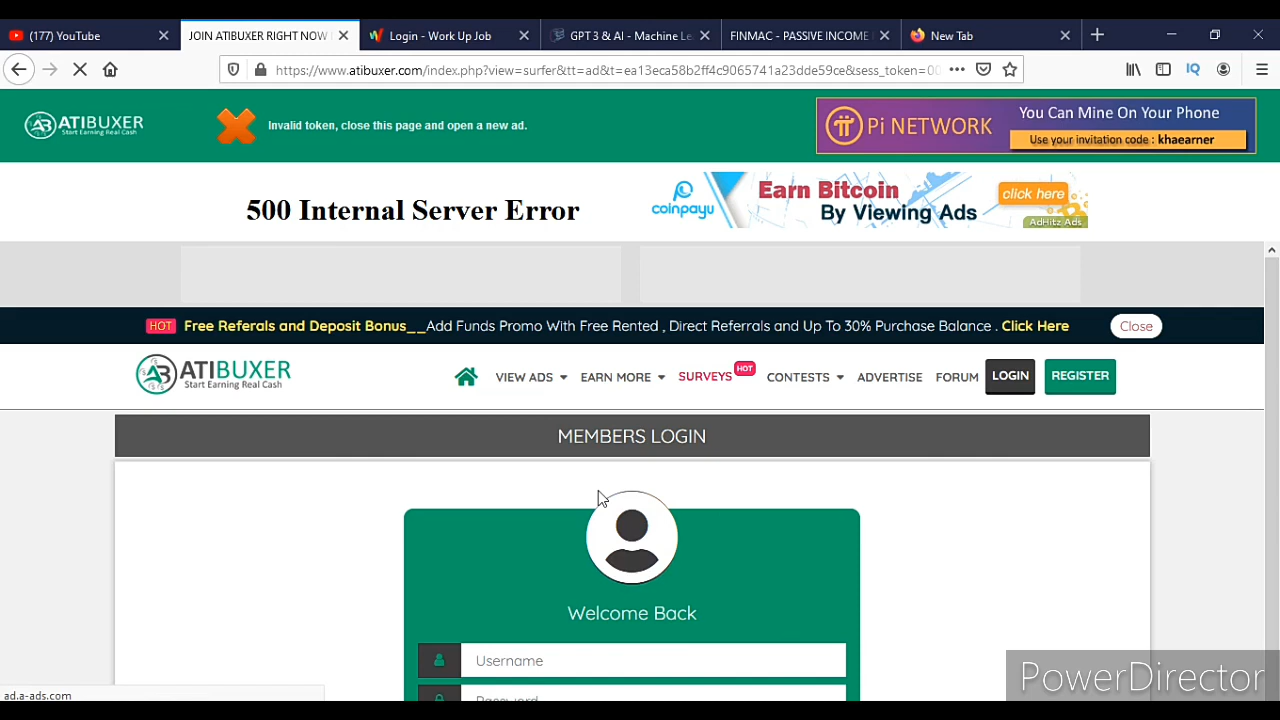 (177) YouTube
JOIN ATIBUXER RIGHT NOW
Login - Work Up Job
GPT 3 & AI - Machine Le
FINMAC - PASSIVE INCOME
New Tab
https://www.atibuxer.com/index.php?view=surfer&tt=ad&t=ea13eca58b2ff4c9065741a23dde59ce&sess_token=00
IQ
ATIBUXER
Start Earning Real Cash
Invalid token, close this page and open a new ad.
Pi NETWORK
You Can Mine On Your Phone
Use your invitation code : khaearner
500 Internal Server Error
coinpayu
Earn Bitcoin
By Viewing Ads
click here
AdHitz Ads
HOT Free Referals and Deposit Bonus__Add Funds Promo With Free Rented , Direct Referrals and Up To 30% Purchase Balance . Click Here
Close
ATIBUXER
Start Earning Real Cash
VIEW ADS
EARN MORE
SURVEYS HOT
CONTESTS
ADVERTISE
FORUM
LOGIN
REGISTER
MEMBERS LOGIN
Welcome Back
Username
Password
ad.a-ads.com
PowerDirector